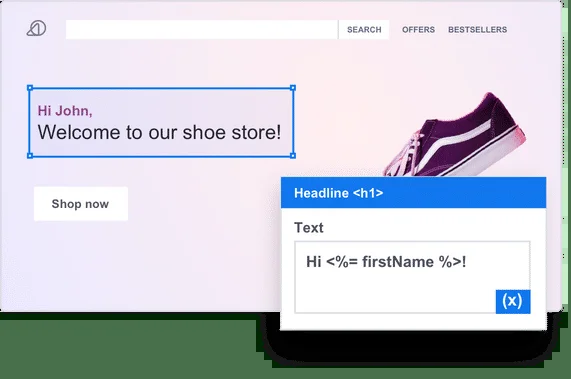 SEARCH OFFERS BESTSELLERS
Hi John,
Welcome to our shoe store!
Shop now
Headline <h1>
Text
Hi <%= firstName %>!
(x)